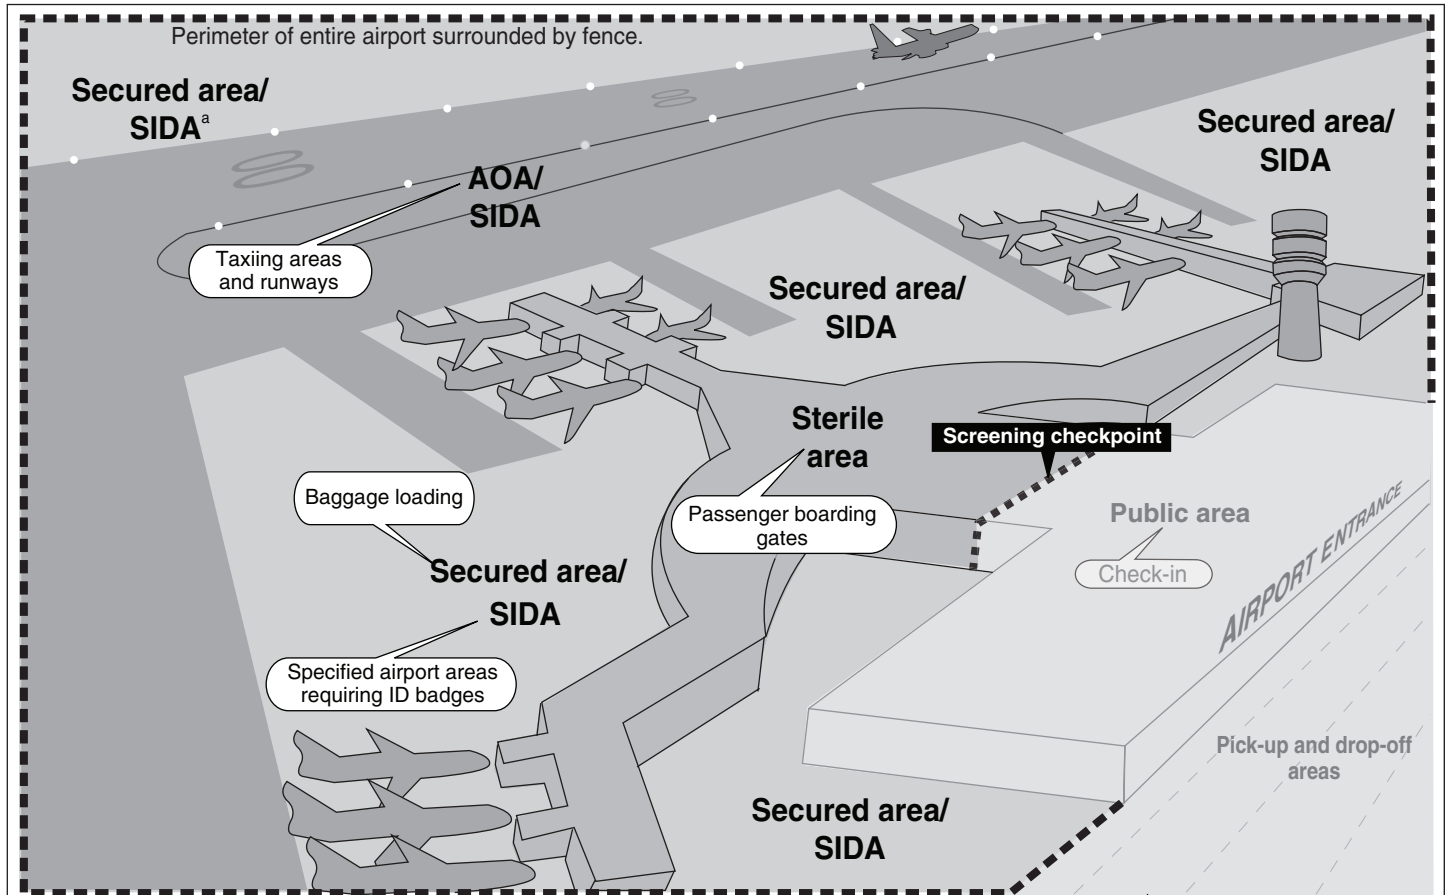 Perimeter of entire airport surrounded by fence.
Secured area/
SIDAa
Secured area/
SIDA
AOA/
SIDA
Taxiing areas
and runways
Secured area/
SIDA
Sterile
area
Screening checkpoint
Passenger boarding
gates
Public area
Check-in
AIRPORT ENTRANCE
Baggage loading
Secured area/
SIDA
Specified airport areas
requiring ID badges
Pick-up and drop-off
areas
Secured area/
SIDA